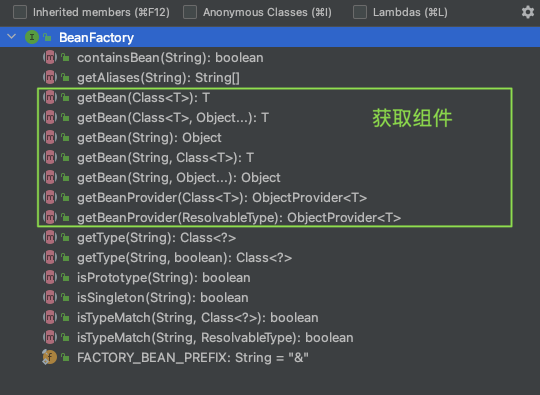 Inherited members (⌘F12) Anonymous Classes (⌘I) Lambdas (⌘L)
BeanFactory
containsBean(String): boolean
getAliases(String): String[]
getBean(Class<T>): T
getBean(Class<T>, Object...): T
获取组件
getBean(String): Object
getBean(String, Class<T>): T
getBean(String, Object...): Object
getBeanProvider(Class<T>): ObjectProvider<T>
getBeanProvider(ResolvableType): ObjectProvider<T>
getType(String): Class<?>
getType(String, boolean): Class<?>
isPrototype(String): boolean
isSingleton(String): boolean
isTypeMatch(String, Class<?>): boolean
isTypeMatch(String, ResolvableType): boolean
FACTORY_BEAN_PREFIX: String = "&"